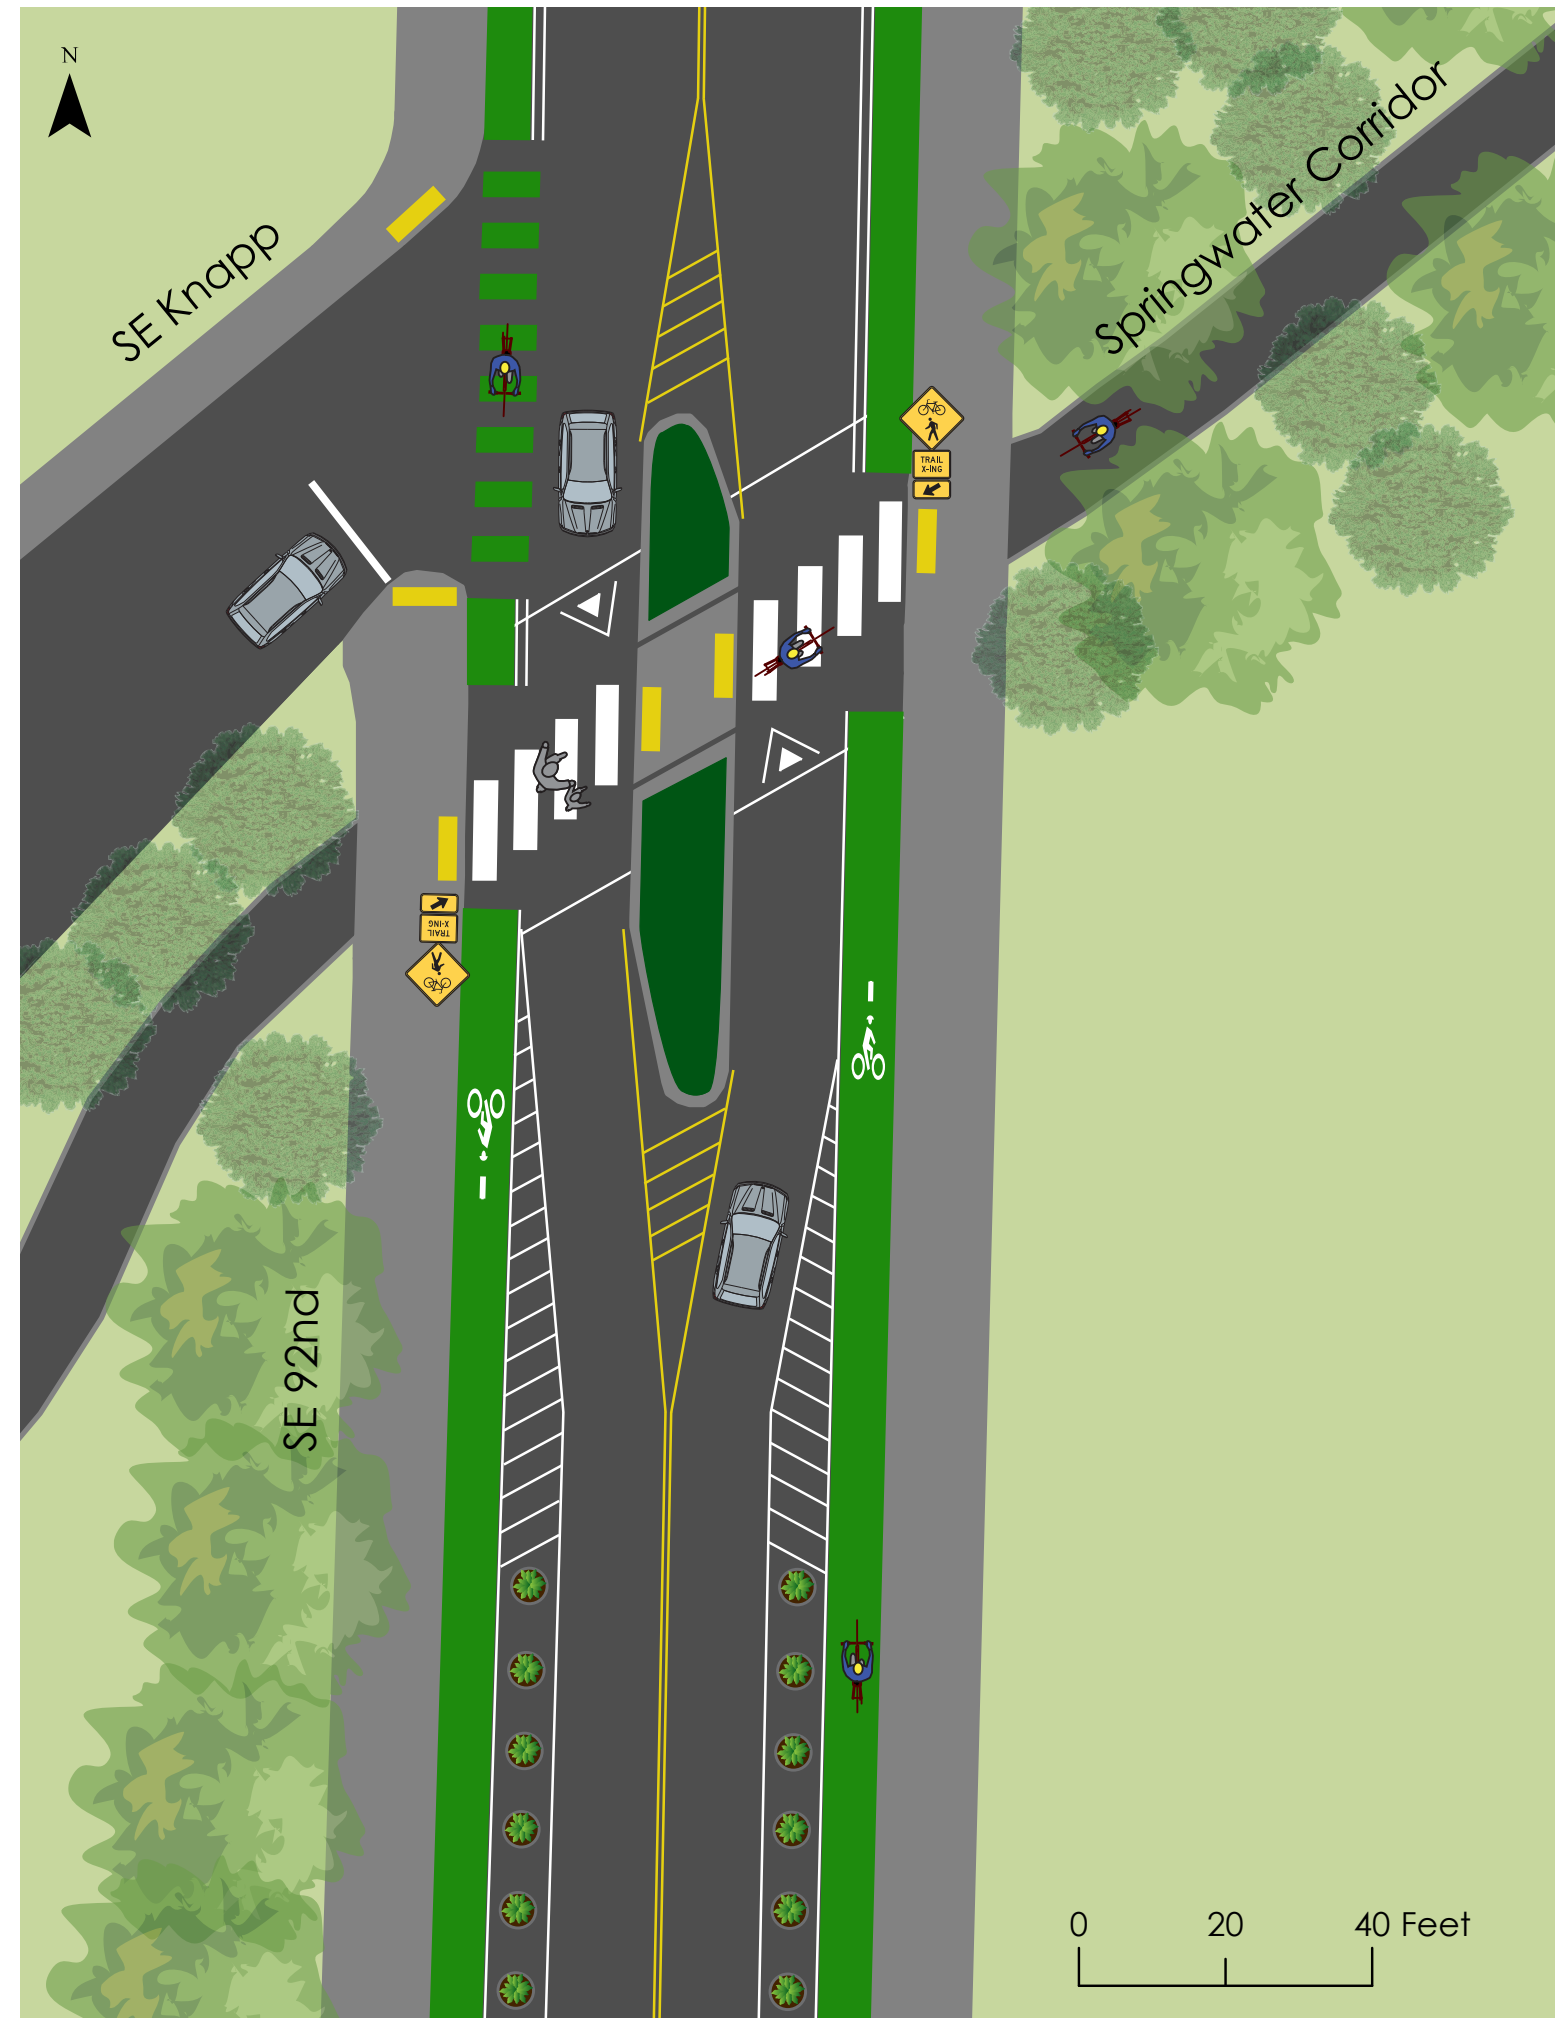 N
SE Knapp
Springwater Corridor
TRAIL
X-ING
TRAIL
X-ING
SE 92nd
0 20 40 Feet